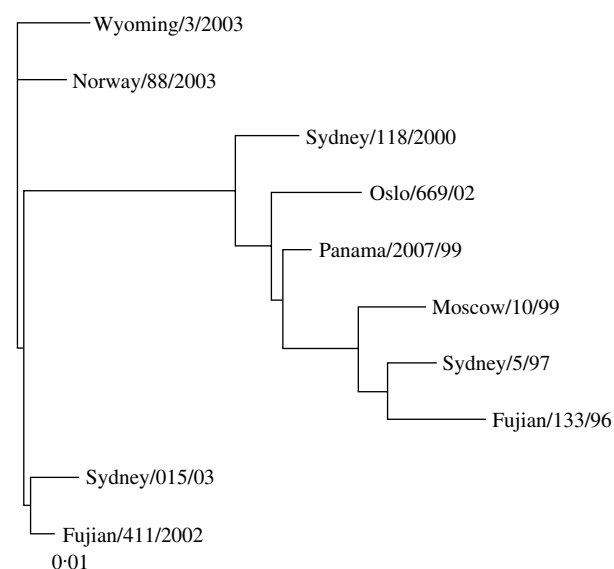 Wyoming/3/2003
Norway/88/2003
Sydney/118/2000
Oslo/669/02
Panama/2007/99
Moscow/10/99
Sydney/5/97
Fujian/133/96
Sydney/015/03
Fujian/411/2002
0·01